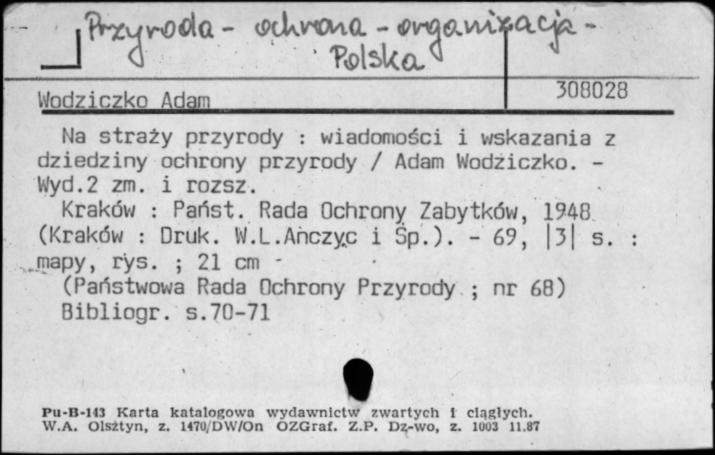 Przyroda - ochrona - organizacja -
Polska
Wodziczko Adam
308028
Na straży przyrody : wiadomości i wskazania z
dziedziny ochrony przyrody / Adam Wodziczko. -
Wyd.2 zm. i rozsz.
Kraków : Państ. Rada Ochrony Zabytków, 1948
(Kraków : Druk. W.L.Anczyc i Sp.). - 69, |3| s. :
mapy, rys. ; 21 cm -
(Państwowa Rada Ochrony Przyrody ; nr 68)
Bibliogr. s.70-71
Pu-B-143 Karta katalogowa wydawnictw zwartych i ciągłych.
W.A. Olsztyn, z. 1470/DW/On OZGraf. Z.P. Dz-wo, z. 1003 11.87